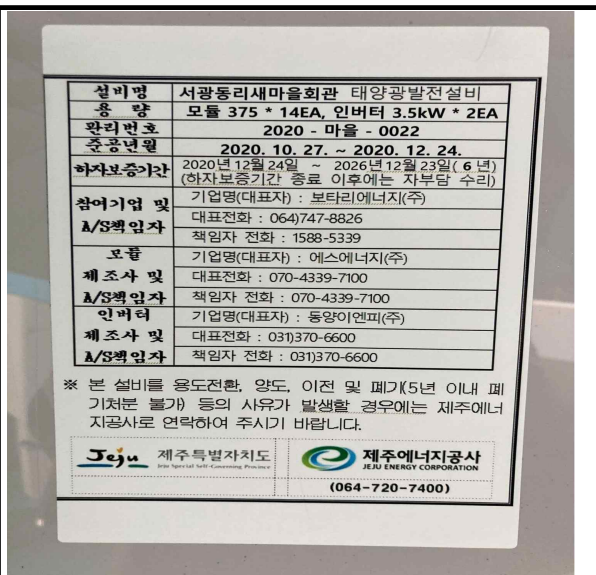 설비명 서광동리새마을회관 태양광발전설비
용 량 모듈 375 * 14EA, 인버터 3.5kW * 2EA
관리번호 2020 - 마을 - 0022
준공년월 2020. 10. 27. ~ 2020. 12. 24.
하자보증기간 2020년12월24일 ~ 2026년12월23일( 6 년)
(하자보증기간 종료 이후에는 자부담 수리)
참여기업 및 A/S책임자 기업명(대표자) : 보타리에너지(주)
대표전화 : 064)747-8826
책임자 전화 : 1588-5339
모듈 제조사 및 A/S책임자 기업명(대표자) : 에스에너지(주)
대표전화 : 070-4339-7100
책임자 전화 : 070-4339-7100
인버터 제조사 및 A/S책임자 기업명(대표자) : 동양이엔피(주)
대표전화 : 031)370-6600
책임자 전화 : 031)370-6600
※ 본 설비를 용도전환, 양도, 이전 및 폐기(5년 이내 폐
기처분 불가) 등의 사유가 발생할 경우에는 제주에너
지공사로 연락하여 주시기 바랍니다.
Jeju 제주특별자치도
Jeju Special Self-Governing Province
제주에너지공사
JEJU ENERGY CORPORATION
(064-720-7400)